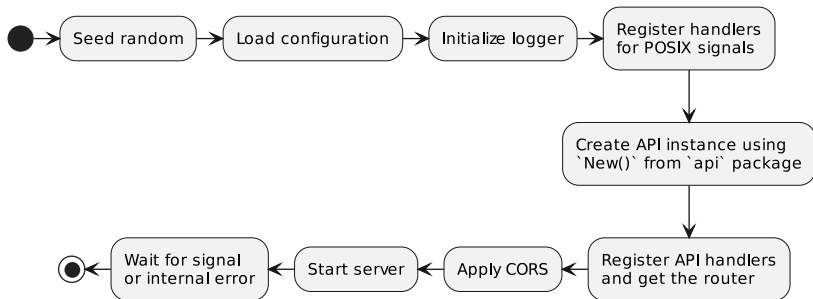 Seed random
Load configuration
Initialize logger
Register handlers
for POSIX signals
Create API instance using
`New()` from `api` package
Register API handlers
and get the router
Apply CORS
Start server
Wait for signal
or internal error